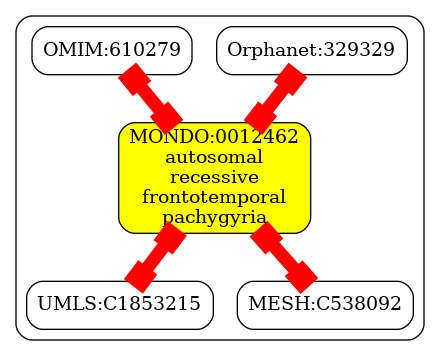 OMIM:610279
Orphanet:329329
MONDO:0012462
autosomal
recessive
frontotemporal
pachygyria
UMLS:C1853215
MESH:C538092